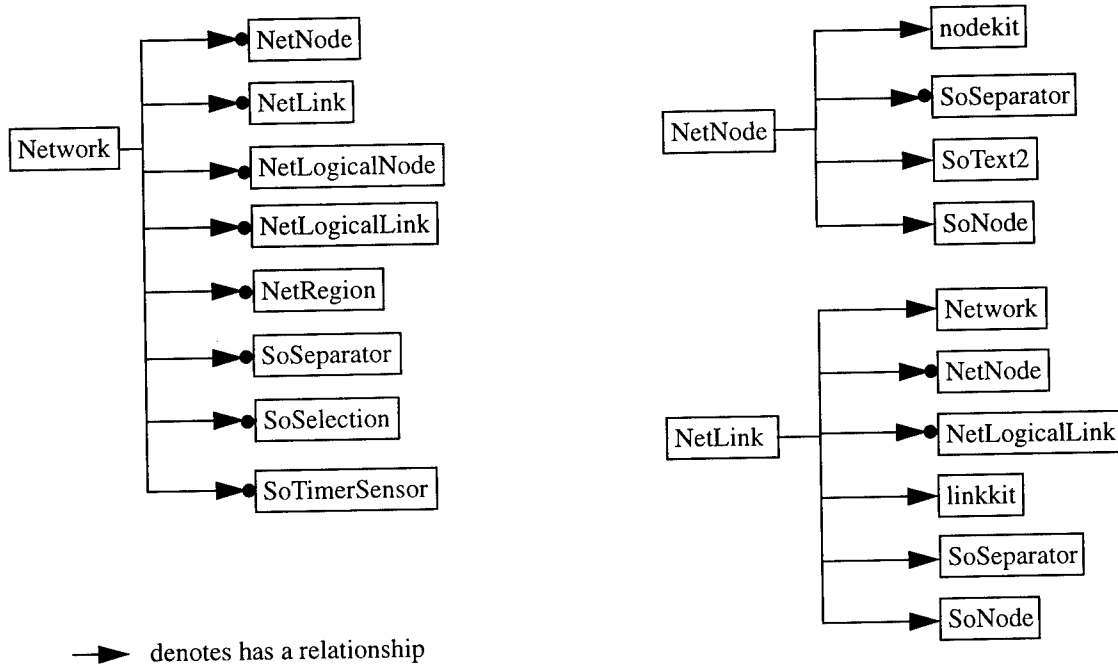 Network
NetNode
NetLink
NetLogicalNode
NetLogicalLink
NetRegion
SoSeparator
SoSelection
SoTimerSensor
NetNode
nodekit
SoSeparator
SoText2
SoNode
NetLink
Network
NetNode
NetLogicalLink
linkkit
SoSeparator
SoNode
denotes has a relationship